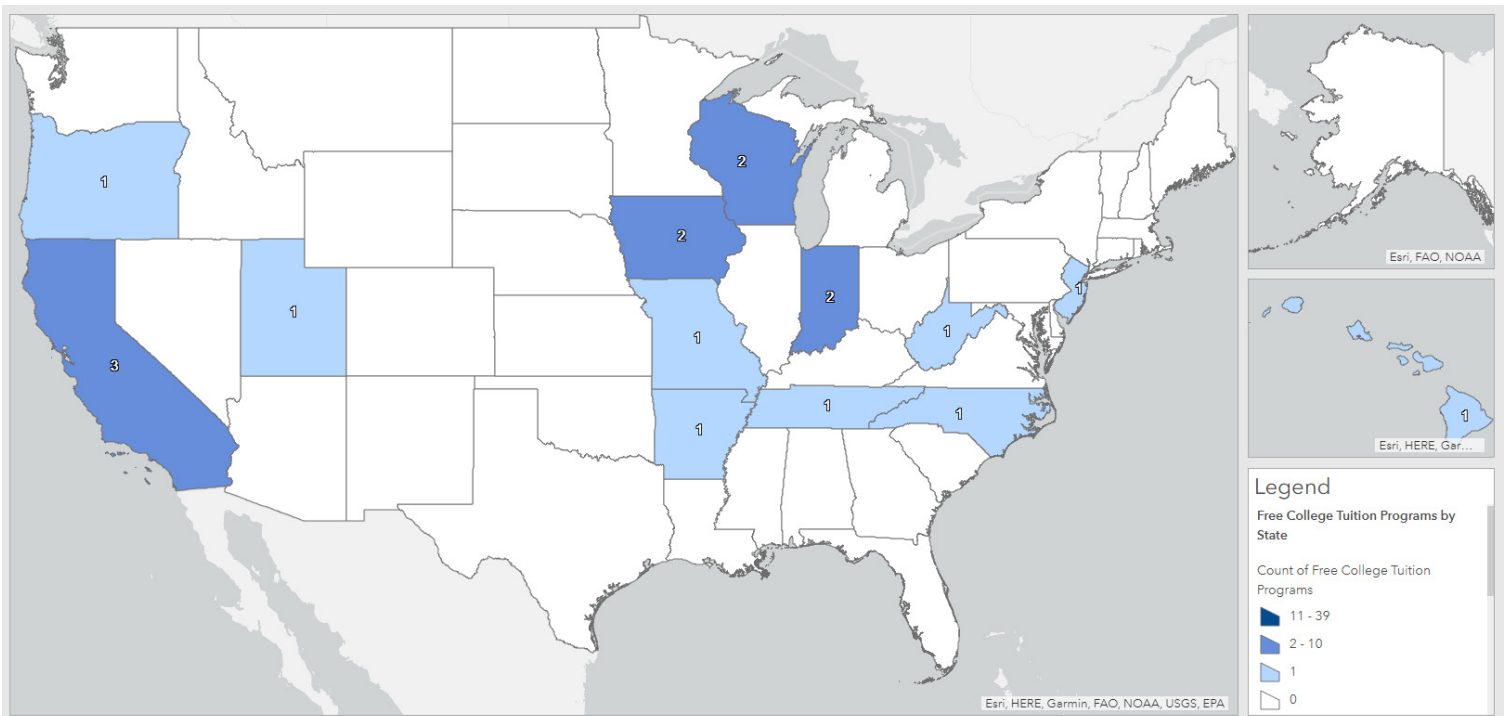 1
3
1
2
2
2
1
1
1
1
1
1
Esri, HERE, Garmin, FAO, NOAA, USGS, EPA
Esri, FAO, NOAA
1
Esri, HERE, Gar...
Legend
Free College Tuition Programs by
State
Count of Free College Tuition
Programs
11 - 39
2 - 10
1
0